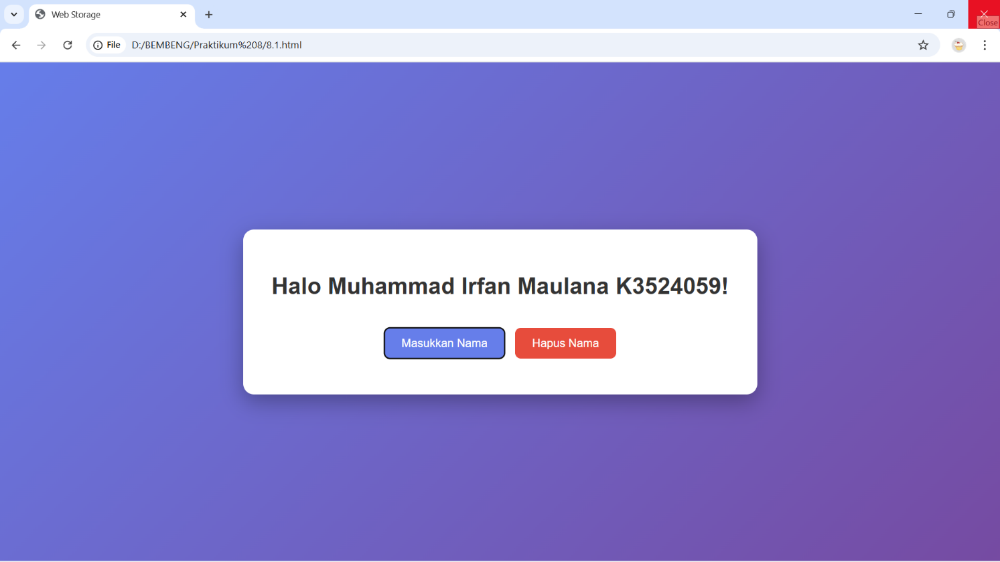 Web Storage
Close
File
D:/BEMBENG/Praktikum%208/8.1.html
Halo Muhammad Irfan Maulana K3524059!
Masukkan Nama
Hapus Nama